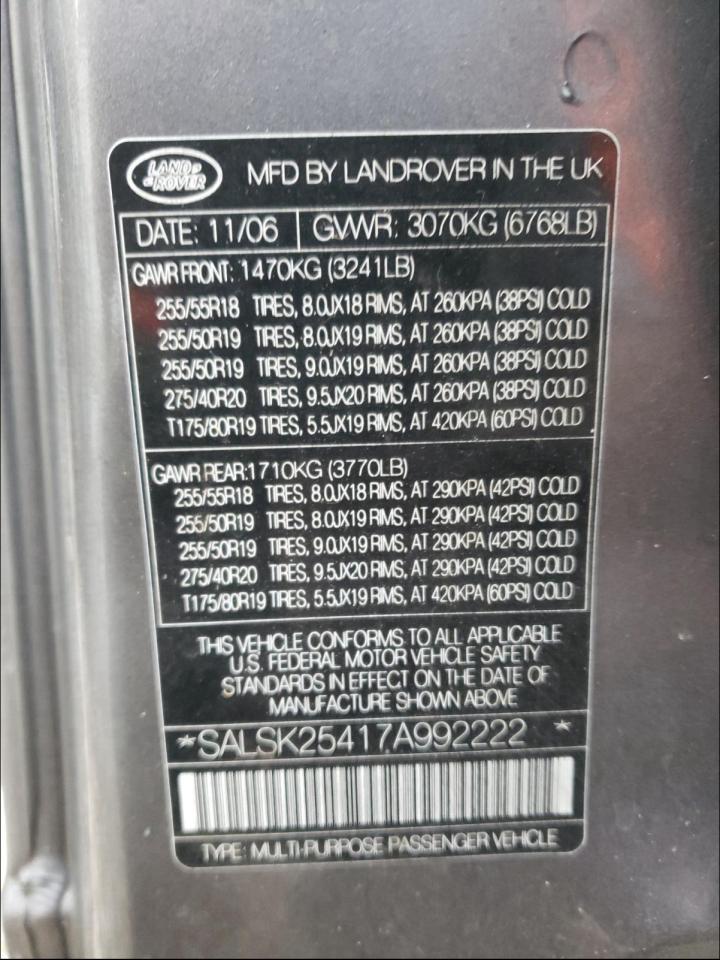 LAND ROVER MFD BY LANDROVER IN THE UK
DATE: 11/06 GVWR: 3070KG (6768LB)
GAWR FRONT: 1470KG (3241LB)
255/55R18 TIRES, 8.0JX18 RIMS, AT 260KPA (38PSI) COLD
255/50R19 TIRES, 8.0JX19 RIMS, AT 260KPA (38PSI) COLD
255/50R19 TIRES, 9.0JX19 RIMS, AT 260KPA (38PSI) COLD
275/40R20 TIRES, 9.5JX20 RIMS, AT 260KPA (38PSI) COLD
T175/80R19 TIRES, 5.5JX19 RIMS, AT 420KPA (60PSI) COLD
GAWR REAR: 1710KG (3770LB)
255/55R18 TIRES, 8.0JX18 RIMS, AT 290KPA (42PSI) COLD
255/50R19 TIRES, 8.0JX19 RIMS, AT 290KPA (42PSI) COLD
255/50R19 TIRES, 9.0JX19 RIMS, AT 290KPA (42PSI) COLD
275/40R20 TIRES, 9.5JX20 RIMS, AT 290KPA (42PSI) COLD
T175/80R19 TIRES, 5.5JX19 RIMS, AT 420KPA (60PSI) COLD
THIS VEHICLE CONFORMS TO ALL APPLICABLE
U.S. FEDERAL MOTOR VEHICLE SAFETY
STANDARDS IN EFFECT ON THE DATE OF
MANUFACTURE SHOWN ABOVE
*SALSK25417A992222 *
TYPE: MULTI-PURPOSE PASSENGER VEHICLE